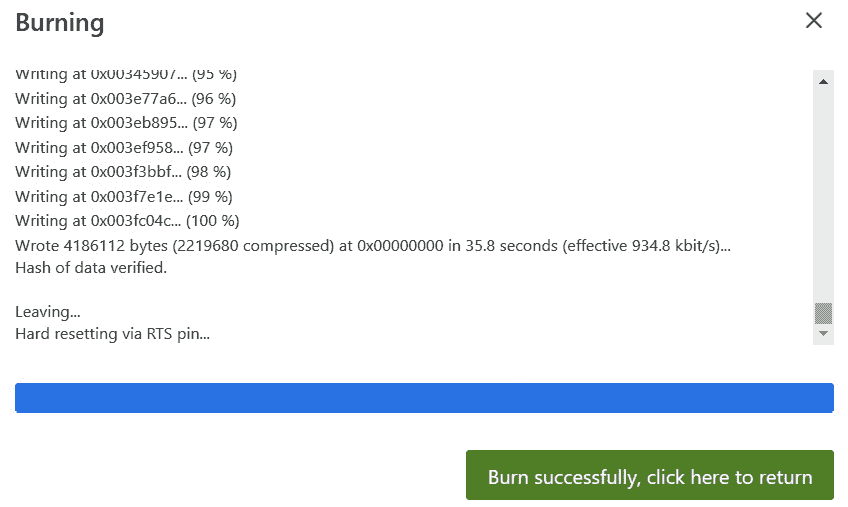 Burning
Writing at 0x00345907... (95 %)
Writing at 0x003e77a6... (96 %)
Writing at 0x003eb895... (97 %)
Writing at 0x003ef958... (97 %)
Writing at 0x003f3bbf... (98 %)
Writing at 0x003f7e1e... (99 %)
Writing at 0x003fc04c... (100 %)
Wrote 4186112 bytes (2219680 compressed) at 0x00000000 in 35.8 seconds (effective 934.8 kbit/s)...
Hash of data verified.
Leaving...
Hard resetting via RTS pin...
Burn successfully, click here to return